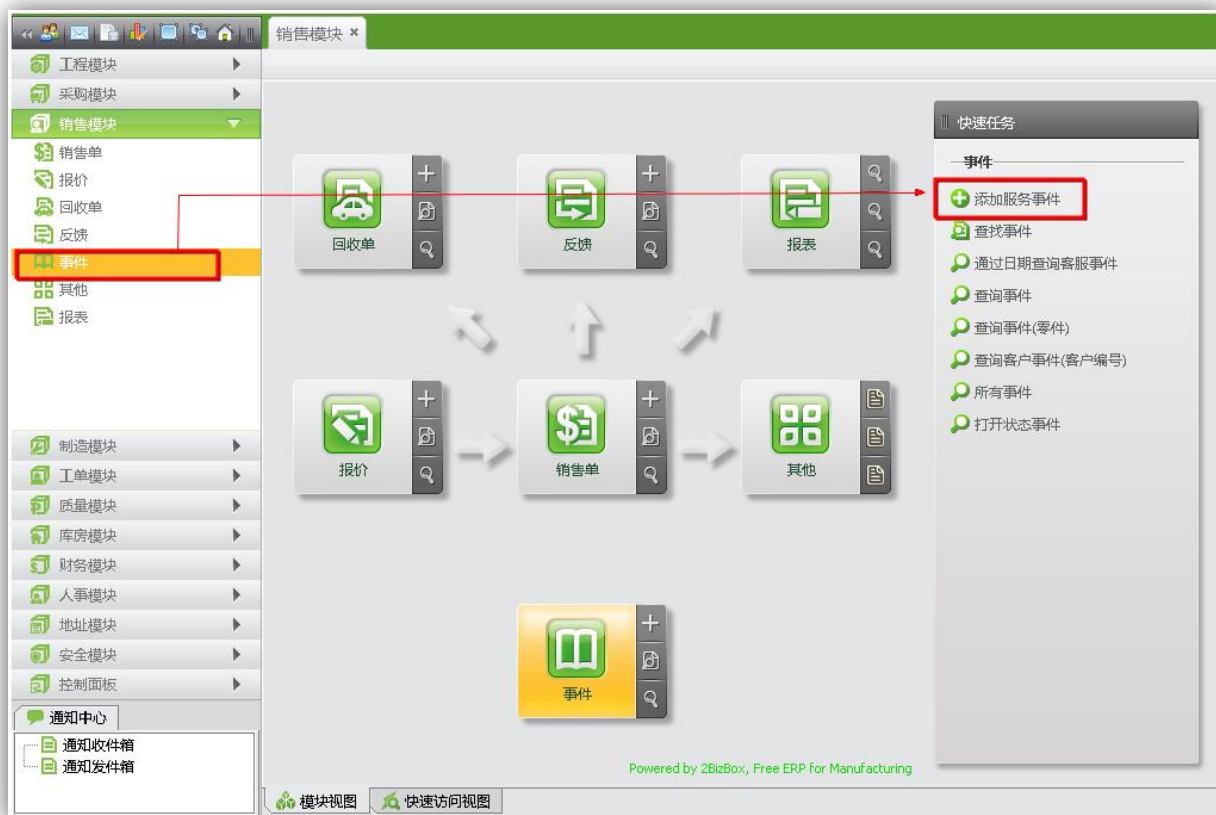 销售模块
工程模块
采购模块
销售模块
销售单
报价
回收单
反馈
事件
其他
报表
制造模块
工单模块
质量模块
库房模块
财务模块
人事模块
地址模块
安全模块
控制面板
通知中心
通知收件箱
通知发件箱
回收单
反馈
报表
报价
销售单
其他
事件
Powered by 2BizBox, Free ERP for Manufacturing
模块视图
快速访问视图
快速任务
事件
添加服务事件
查找事件
通过日期查询客服事件
查询事件
查询事件(零件)
查询客户事件(客户编号)
所有事件
打开状态事件